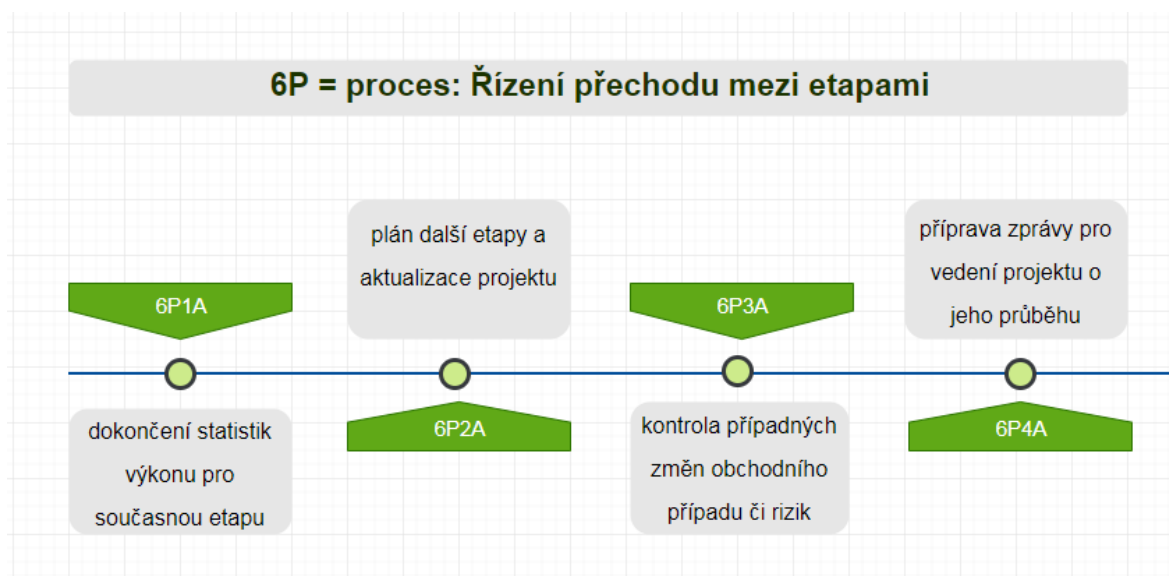 6P = proces: Řízení přechodu mezi etapami
6P1A
dokončení statistik
výkonu pro
současnou etapu
plán další etapy a
aktualizace projektu
6P2A
6P3A
kontrola případných
změn obchodního
případu či rizik
příprava zprávy pro
vedení projektu o
jeho průběhu
6P4A